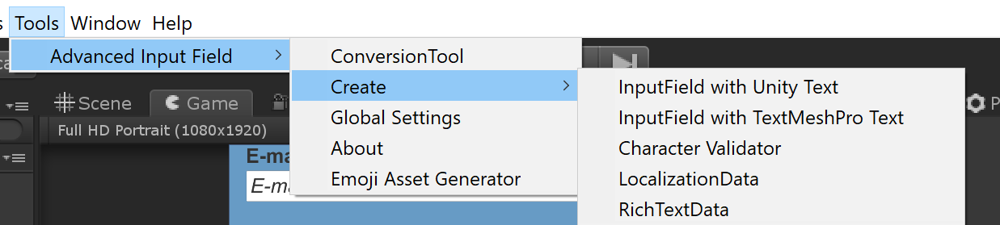 Tools Window Help
Advanced Input Field
ConversionTool
Create
Global Settings
About
Emoji Asset Generator
InputField with Unity Text
InputField with TextMeshPro Text
Character Validator
LocalizationData
RichTextData
Scene Game
Full HD Portrait (1080x1920)